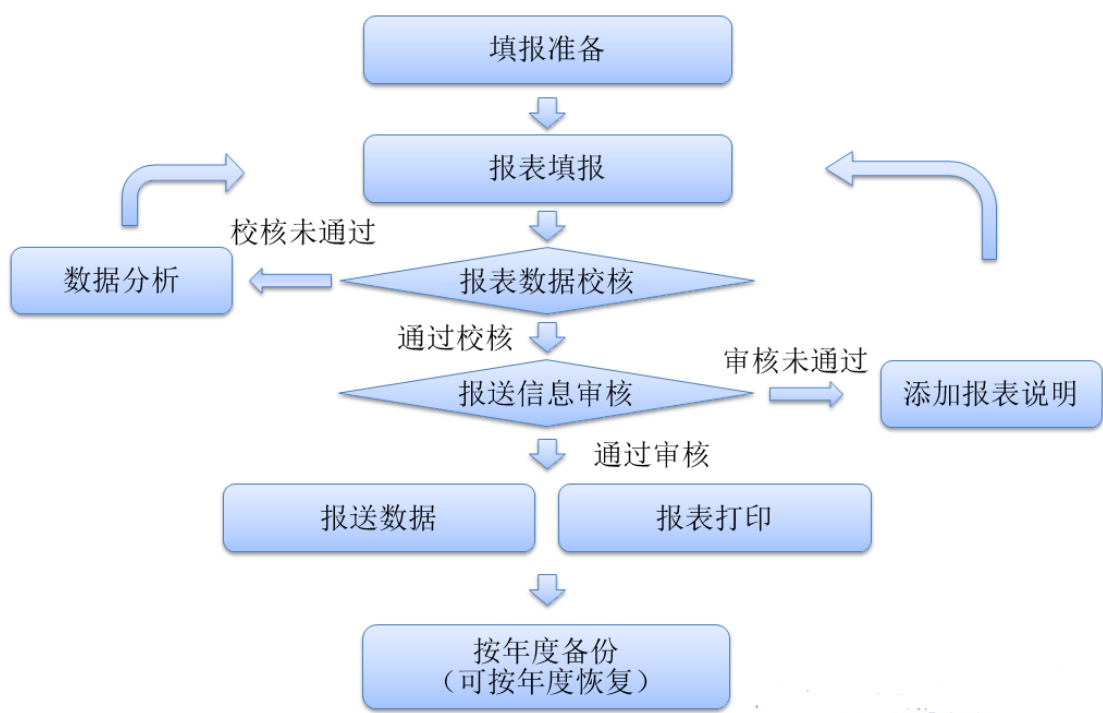 填报准备
报表填报
校核未通过
数据分析
报表数据校核
通过校核
审核未通过
报送信息审核
添加报表说明
通过审核
报送数据
报表打印
按年度备份
（可按年度恢复）